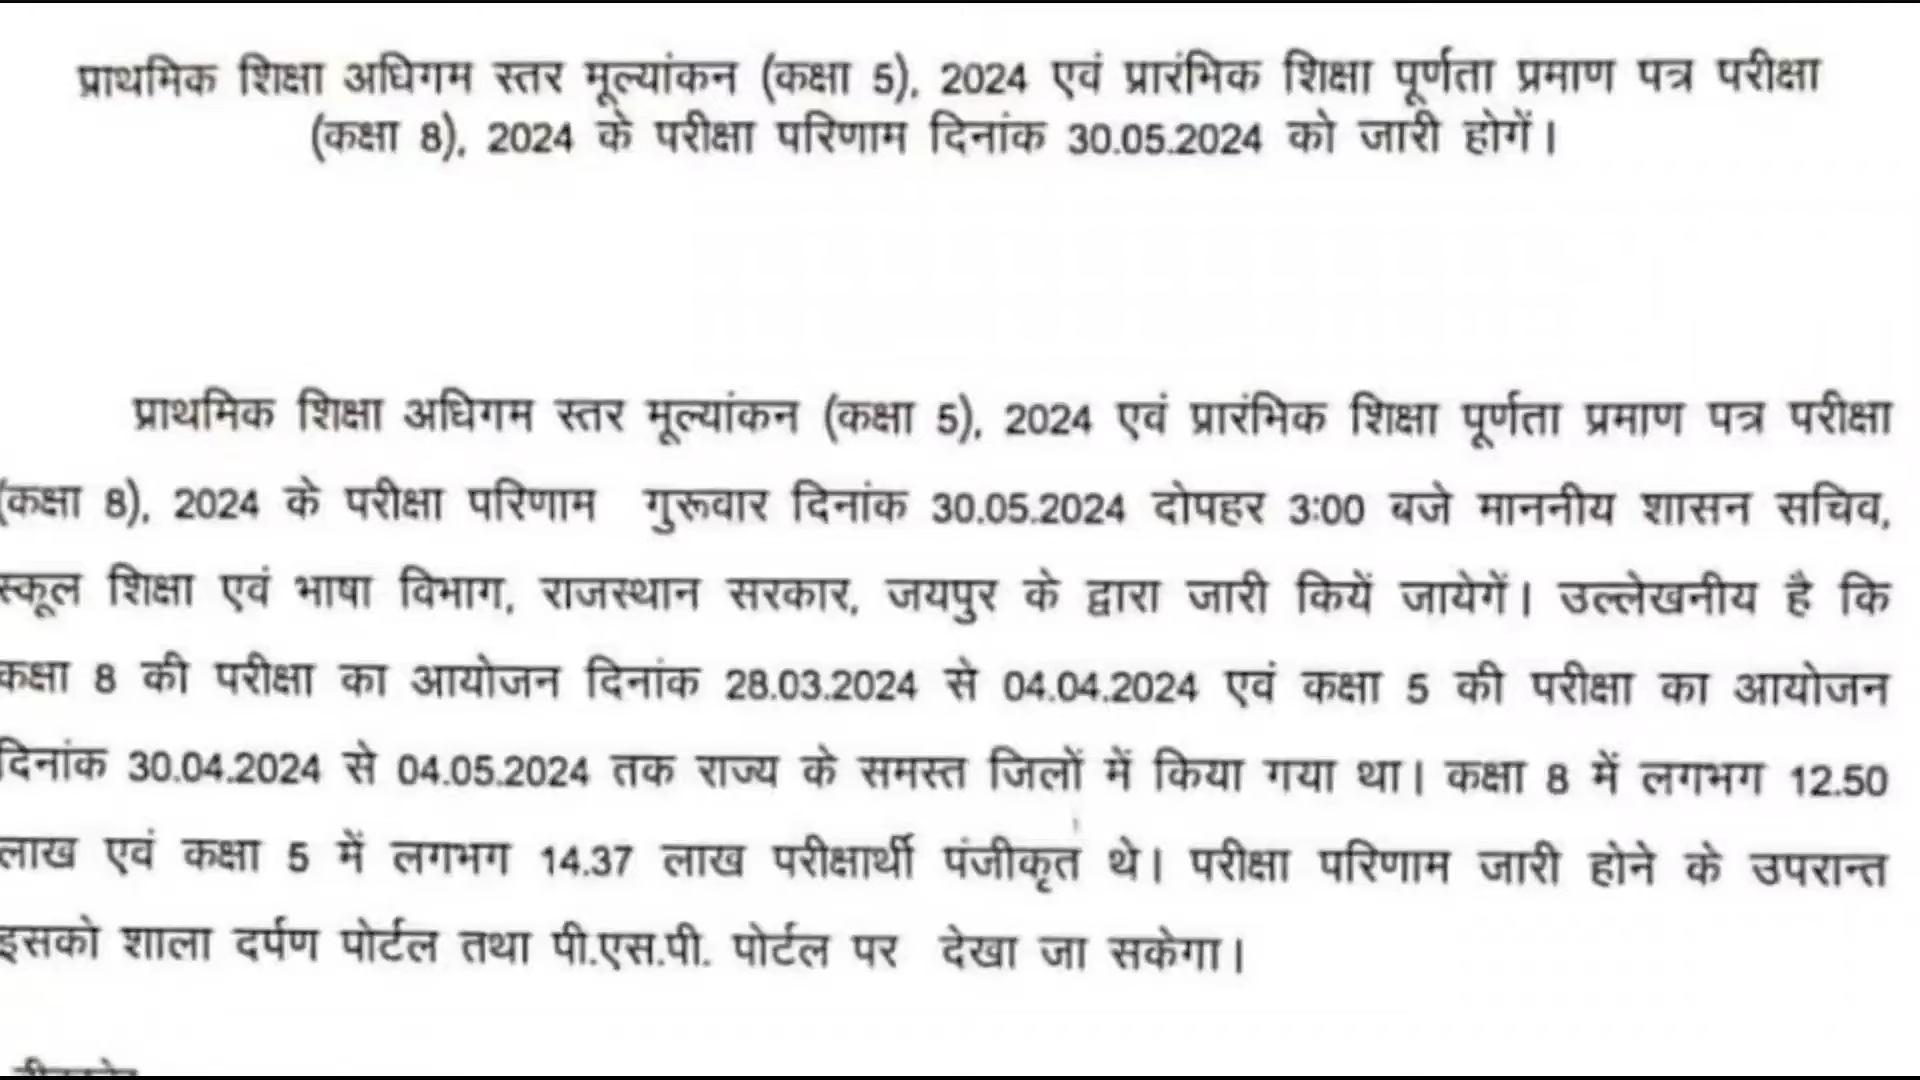 प्राथमिक शिक्षा अधिगम स्तर मूल्यांकन (कक्षा 5), 2024 एवं प्रारंभिक शिक्षा पूर्णता प्रमाण पत्र परीक्षा
(कक्षा 8), 2024 के परीक्षा परिणाम दिनांक 30.05.2024 को जारी होगें।
प्राथमिक शिक्षा अधिगम स्तर मूल्यांकन (कक्षा 5), 2024 एवं प्रारंभिक शिक्षा पूर्णता प्रमाण पत्र परीक्षा
(कक्षा 8), 2024 के परीक्षा परिणाम गुरूवार दिनांक 30.05.2024 दोपहर 3:00 बजे माननीय शासन सचिव,
स्कूल शिक्षा एवं भाषा विभाग, राजस्थान सरकार, जयपुर के द्वारा जारी कियें जायेगें। उल्लेखनीय है कि
कक्षा 8 की परीक्षा का आयोजन दिनांक 28.03.2024 से 04.04.2024 एवं कक्षा 5 की परीक्षा का आयोजन
दिनांक 30.04.2024 से 04.05.2024 तक राज्य के समस्त जिलों में किया गया था। कक्षा 8 में लगभग 12.50
लाख एवं कक्षा 5 में लगभग 14.37 लाख परीक्षार्थी पंजीकृत थे। परीक्षा परिणाम जारी होने के उपरान्त
इसको शाला दर्पण पोर्टल तथा पी.एस.पी. पोर्टल पर देखा जा सकेगा।